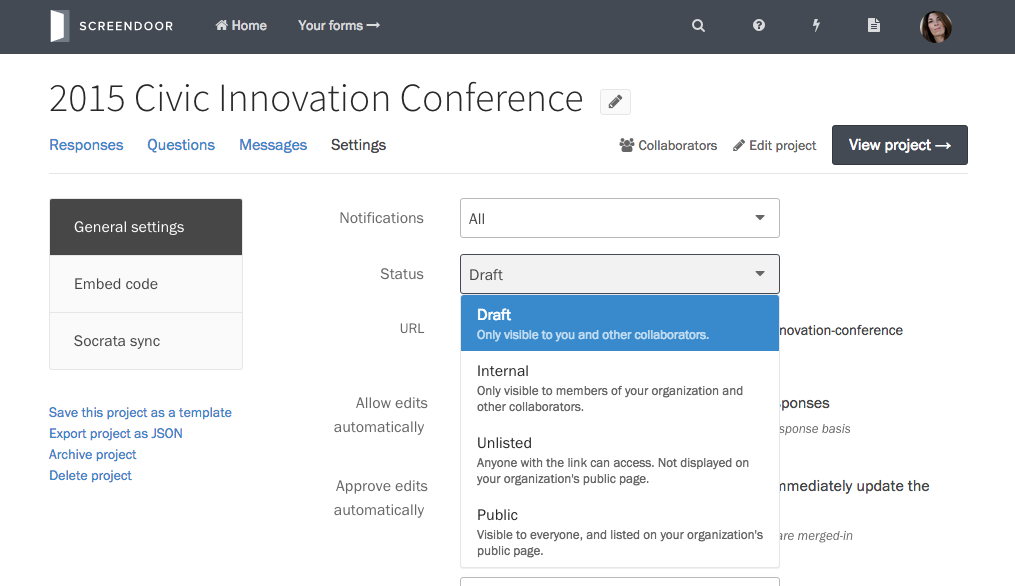 SCREENDOOR
Home
Your forms →
2015 Civic Innovation Conference
Responses
Questions
Messages
Settings
Collaborators
Edit project
View project →
General settings
Embed code
Socrata sync
Save this project as a template
Export project as JSON
Archive project
Delete project
Notifications
All
Status
Draft
Draft
Only visible to you and other collaborators.
Internal
Only visible to members of your organization and
other collaborators.
Unlisted
Anyone with the link can access. Not displayed on
your organization's public page.
Public
Visible to everyone, and listed on your organization's
public page.
URL
novation-conference
Allow edits
automatically
sponses
sponse basis
Approve edits
automatically
mmediately update the
are merged-in